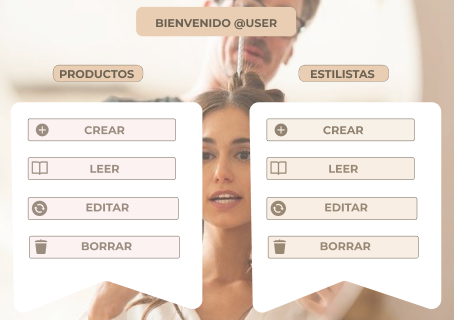 BIENVENIDO @USER
PRODUCTOS
CREAR
LEER
EDITAR
BORRAR
ESTILISTAS
CREAR
LEER
EDITAR
BORRAR